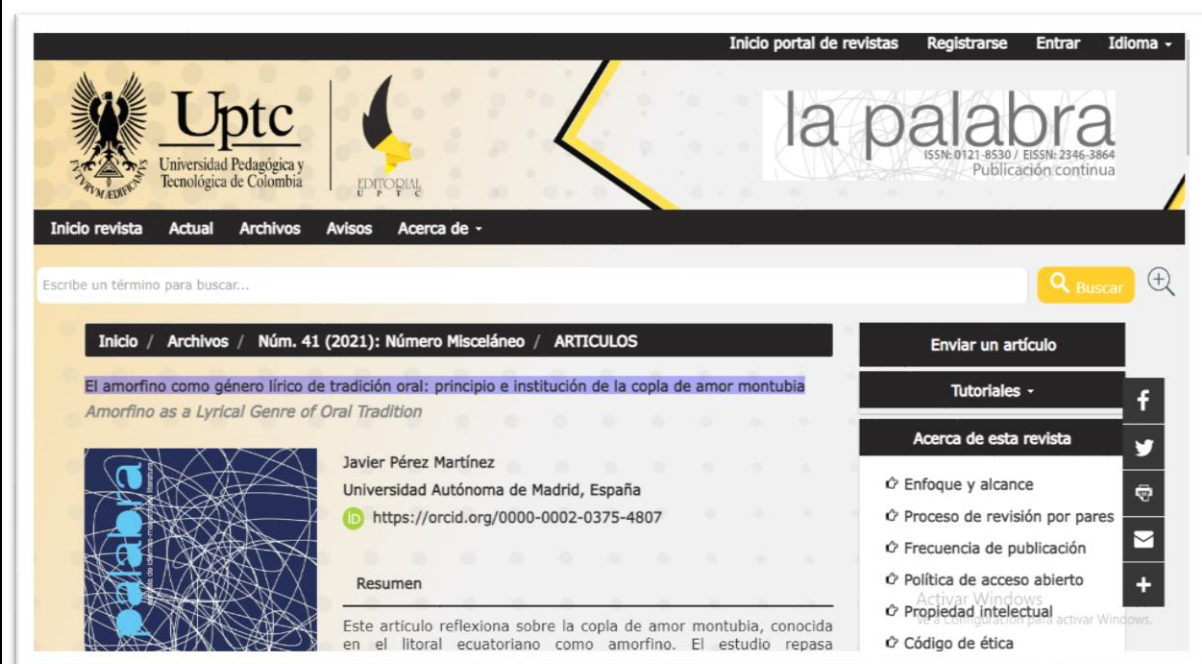 Inicio portal de revistas Registrarse Entrar Idioma
Uptc
Universidad Pedagógica y
Tecnológica de Colombia
EDITORIAL
U P T C
la palabra
ISSN: 0121-8530 / EISSN: 2346-3864
Publicación continua
Inicio revista Actual Archivos Avisos Acerca de
Escribe un término para buscar...
Buscar
Inicio / Archivos / Núm. 41 (2021): Número Misceláneo / ARTICULOS
El amorfino como género lírico de tradición oral: principio e institución de la copla de amor montubia
Amorfino as a Lyrical Genre of Oral Tradition
palabra
Javier Pérez Martínez
Universidad Autónoma de Madrid, España
iD https://orcid.org/0000-0002-0375-4807
Resumen
Este artículo reflexiona sobre la copla de amor montubia, conocida
en el litoral ecuatoriano como amorfino. El estudio repasa
Enviar un artículo
Tutoriales
Acerca de esta revista
Enfoque y alcance
Proceso de revisión por pares
Frecuencia de publicación
Política de acceso abierto
Activar Windows
Propiedad intelectual
Ve a Configuración para activar Windows.
Código de ética